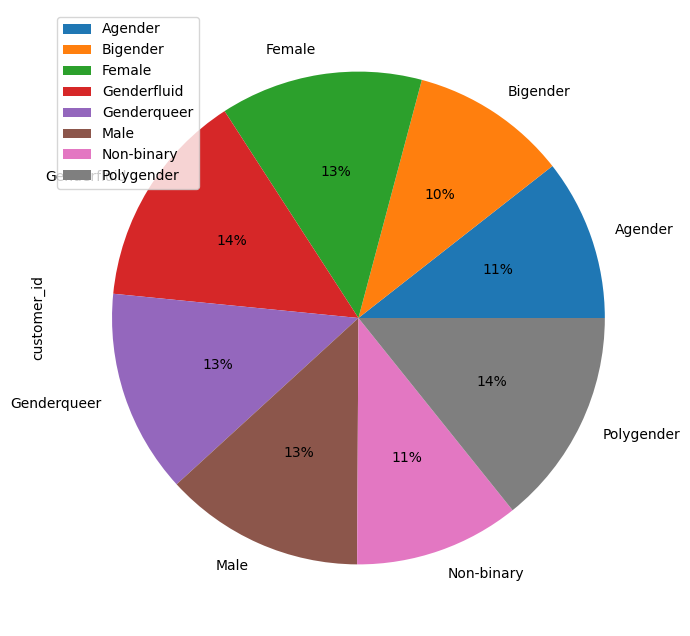 Agender
Bigender
Female
Genderfluid
Genderqueer
Male
Non-binary
Polygender
Female
Bigender
Agender
13%
10%
11%
14%
customer_id
13%
14%
Genderqueer
13%
11%
Polygender
Male
Non-binary